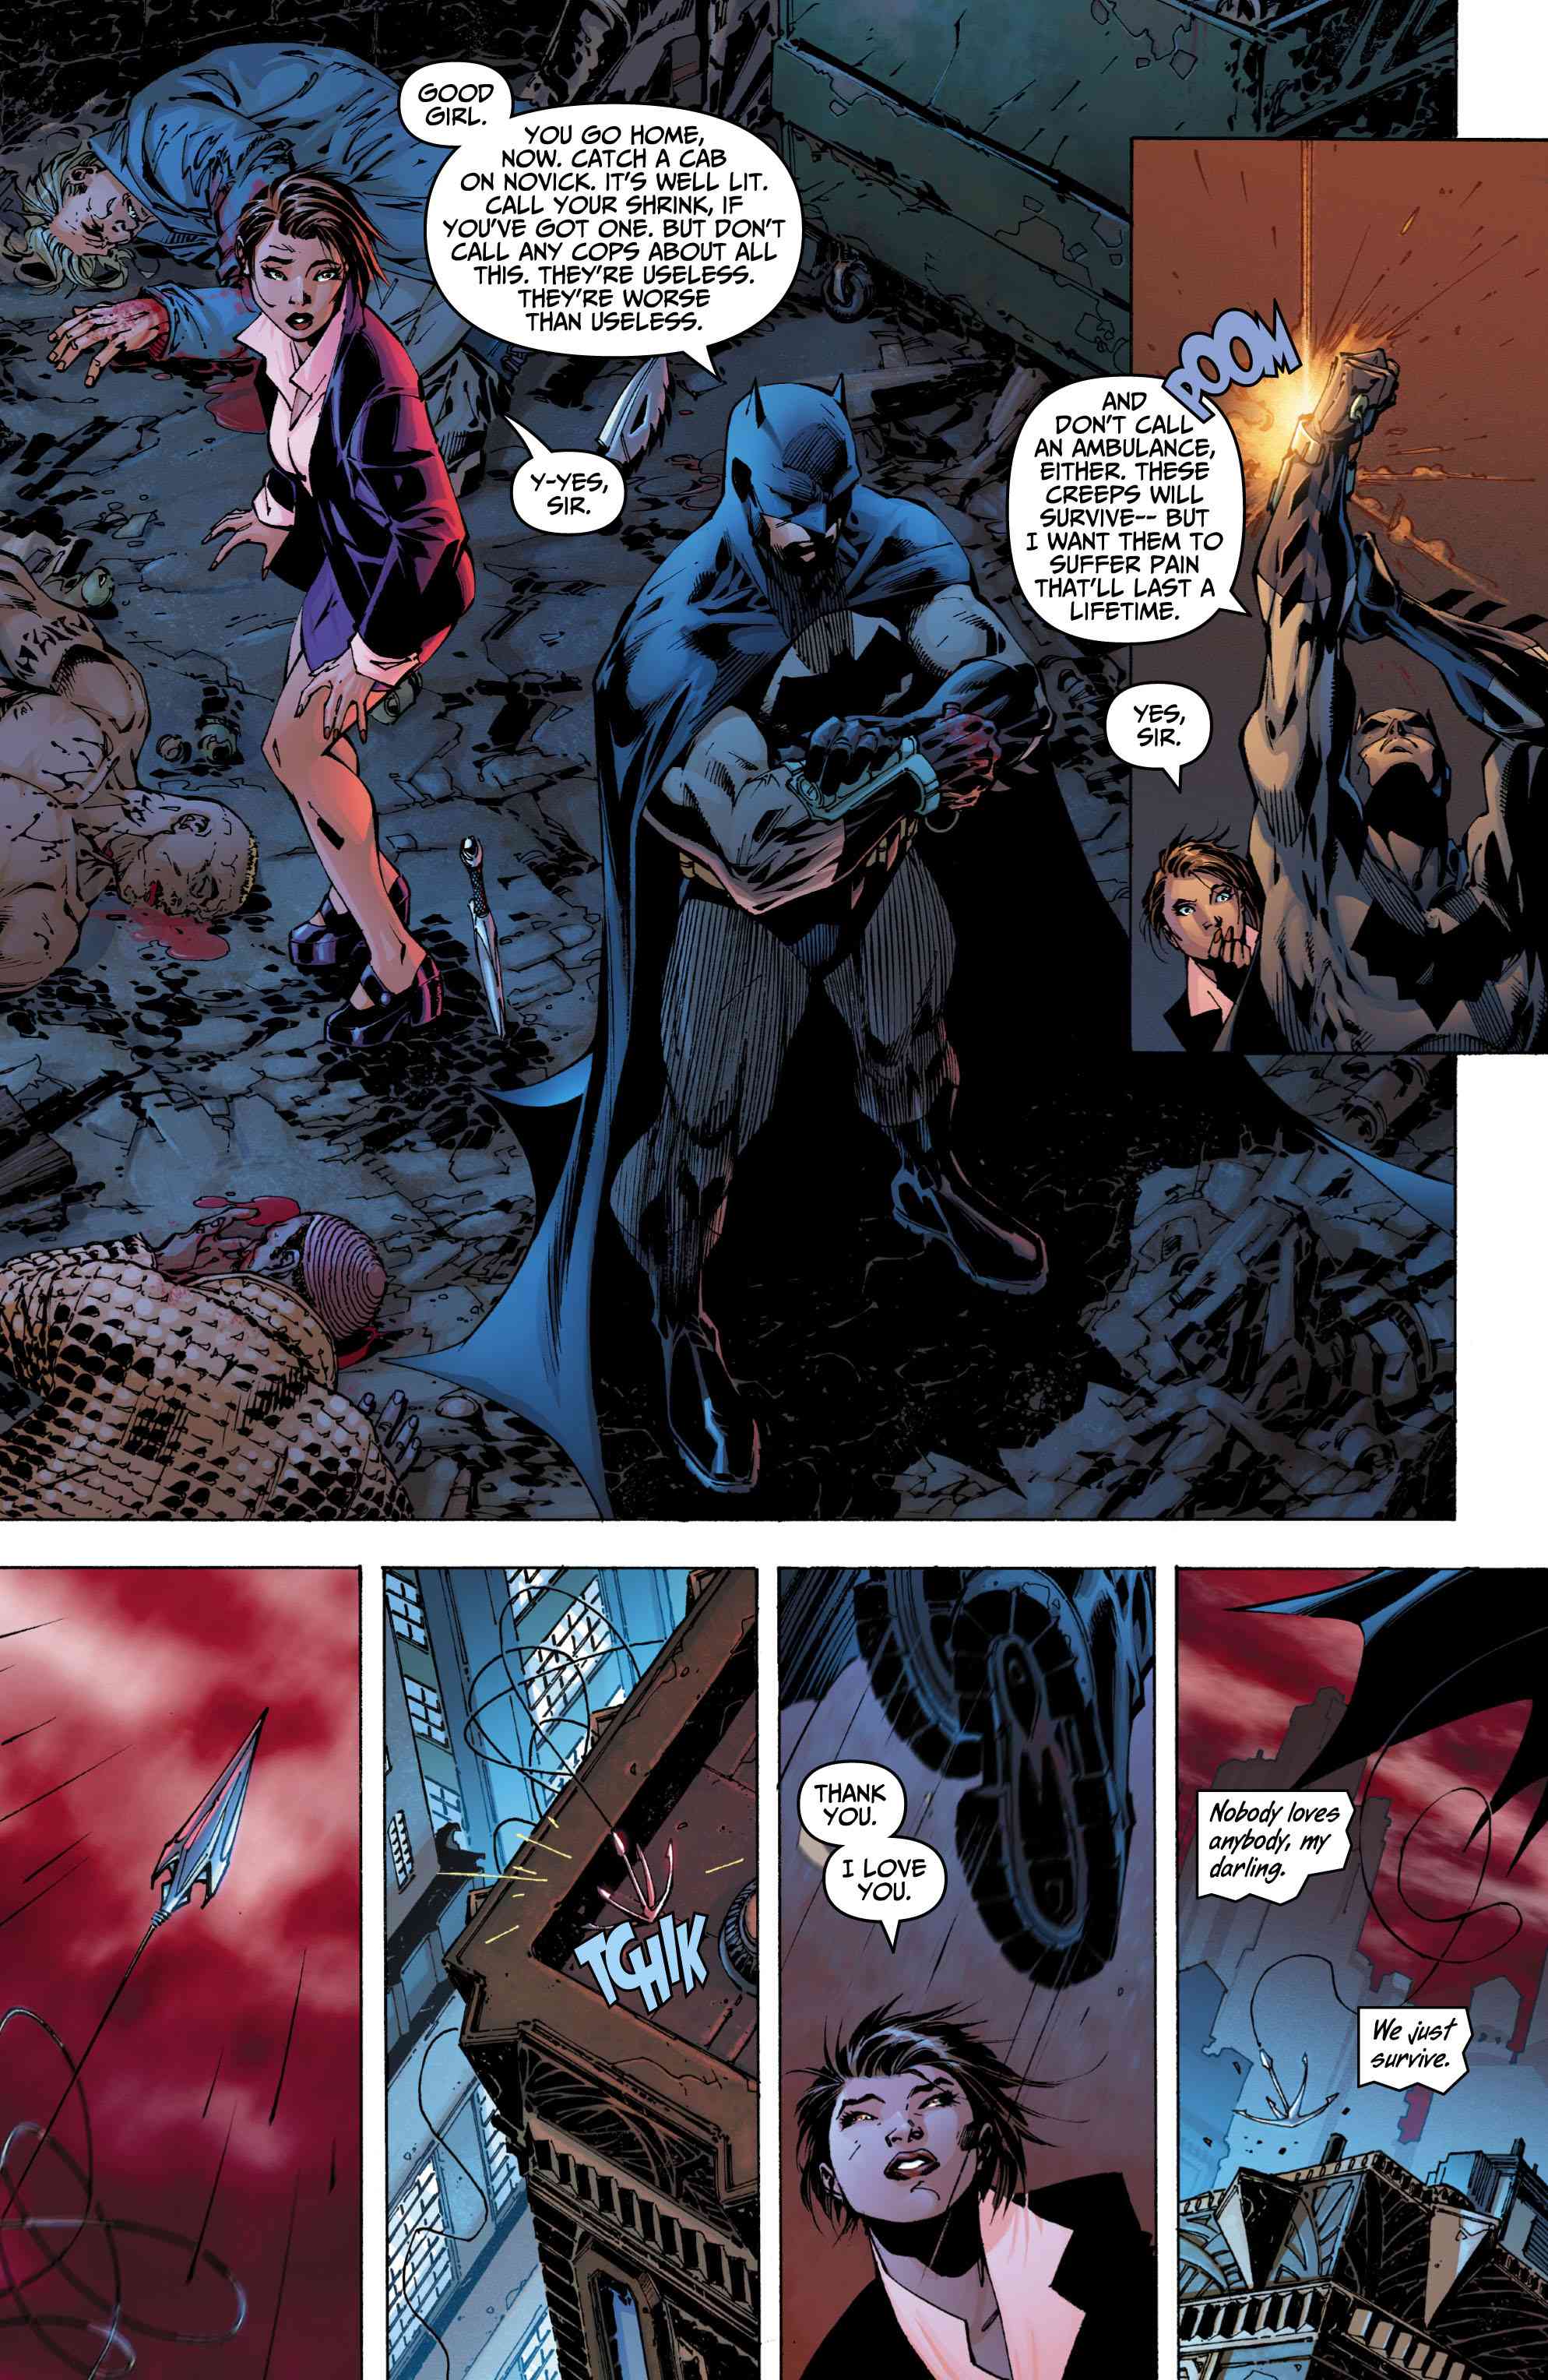 GOOD
GIRL.
YOU GO HOME,
NOW. CATCH A CAB
ON NOVICK. IT'S WELL LIT.
CALL YOUR SHRINK, IF
YOU'VE GOT ONE. BUT DON'T
CALL ANY COPS ABOUT ALL
THIS. THEY'RE USELESS.
THEY'RE WORSE
THAN USELESS.
Y-YES,
SIR.
POOM
AND
DON'T CALL
AN AMBULANCE,
EITHER. THESE
CREEPS WILL
SURVIVE-- BUT
I WANT THEM TO
SUFFER PAIN
THAT'LL LAST A
LIFETIME.
YES,
SIR.
TCHIK
THANK
YOU.
I LOVE
YOU.
Nobody loves
anybody, my
darling.
We just
survive.